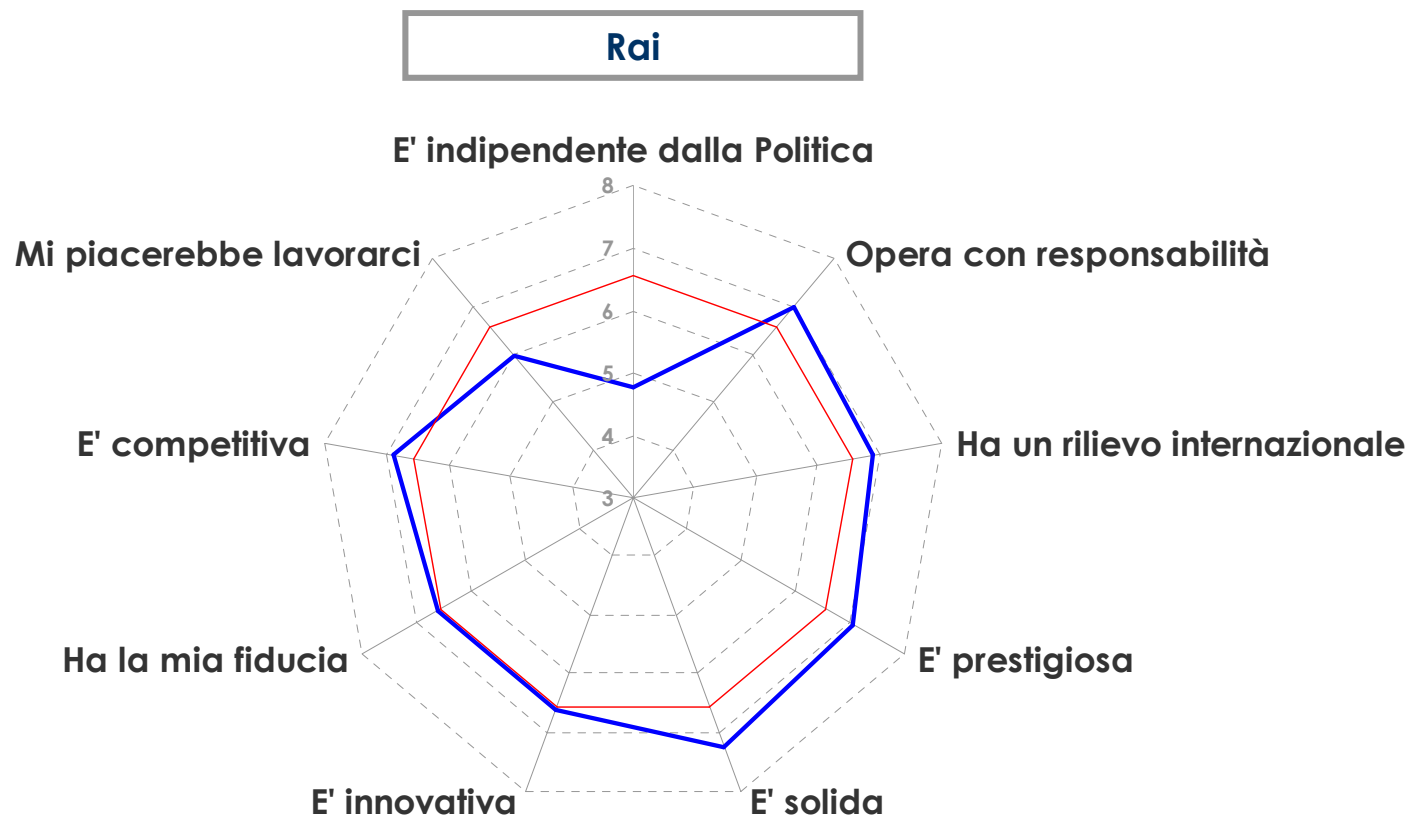 Rai
E' indipendente dalla Politica
8
Mi piacerebbe lavorarci
Opera con responsabilità
7
6
5
E' competitiva
Ha un rilievo internazionale
4
3
Ha la mia fiducia
E' prestigiosa
E' innovativa
E' solida